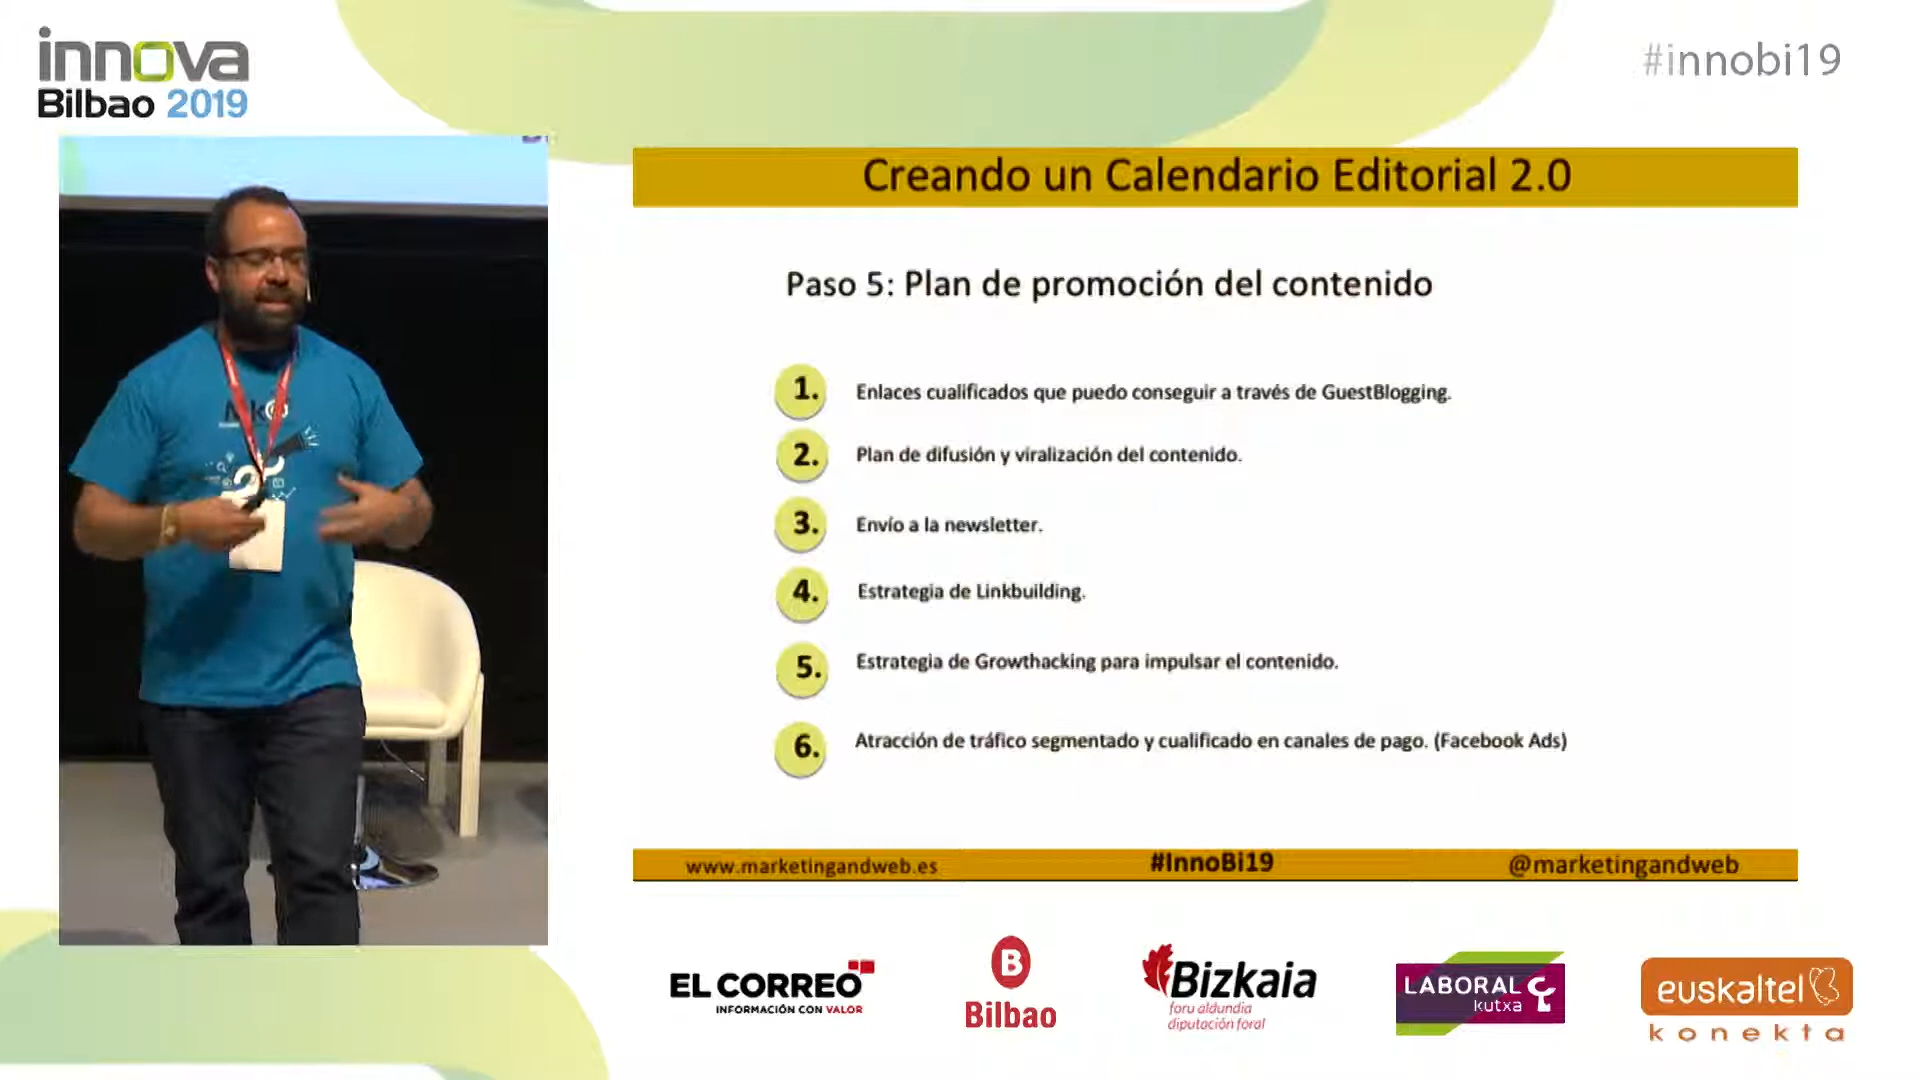 innova
Bilbao 2019
#innobi19
Creando un Calendario Editorial 2.0
Paso 5: Plan de promoción del contenido
1. Enlaces cualificados que puedo conseguir a través de GuestBlogging.
2. Plan de difusión y viralización del contenido.
3. Envío a la newsletter.
4. Estrategia de Linkbuilding.
5. Estrategia de Growthacking para impulsar el contenido.
6. Atracción de tráfico segmentado y cualificado en canales de pago. (Facebook Ads)
www.marketingandweb.es #InnoBi19 @marketingandweb
EL CORREO
INFORMACIÓN CON VALOR
B
Bilbao
Bizkaia
foru aldundia
diputación foral
LABORAL
kutxa
euskaltel
konekta